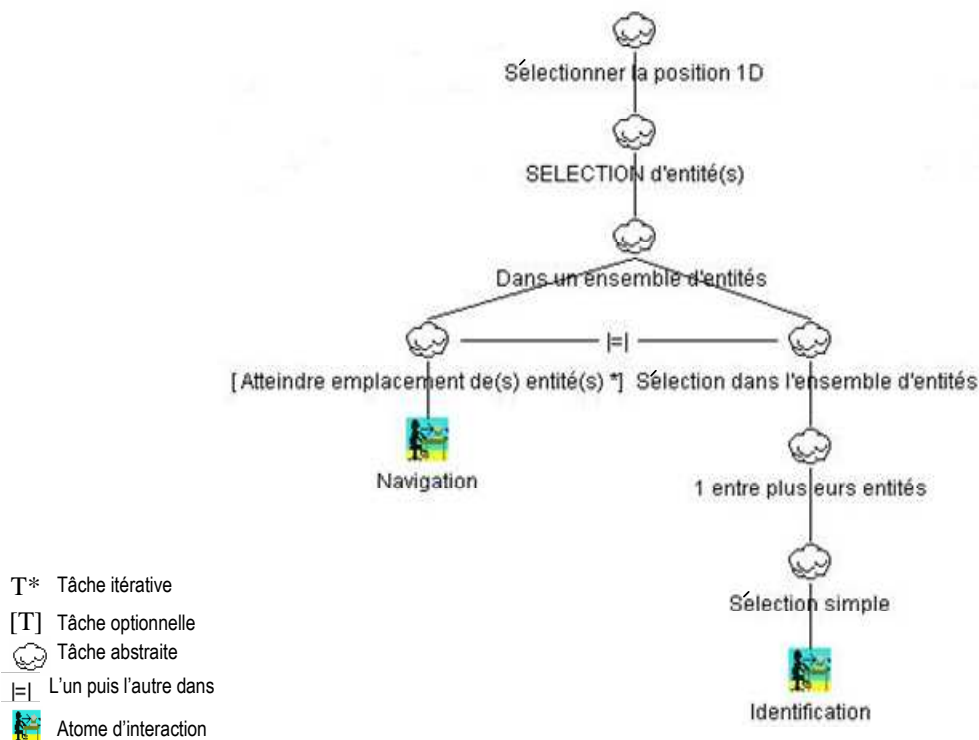 Sélectionner la position 1D
SELECTION d'entité(s)
Dans un ensemble d'entités
|=|
[ Atteindre emplacement de(s) entité(s) *] Sélection dans l'ensemble d'entités
Navigation
1 entre plusieurs entités
Sélection simple
Identification
T* Tâche itérative
[T] Tâche optionnelle
Tâche abstraite
|=| L'un puis l'autre dans
Atome d'interaction